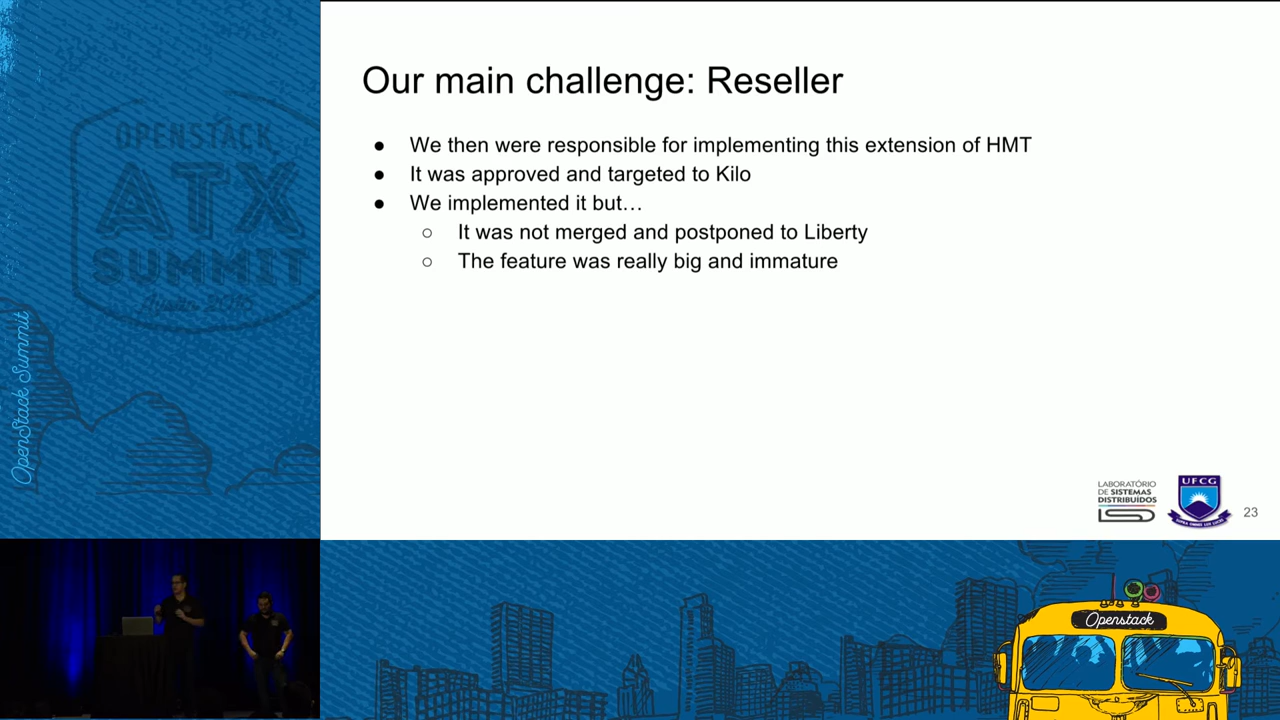 OPENSTACK
ATX
SUMMIT
Austin 2016
OpenStack Summit
Our main challenge: Reseller
● We then were responsible for implementing this extension of HMT
● It was approved and targeted to Kilo
● We implemented it but…
○ It was not merged and postponed to Liberty
○ The feature was really big and immature
LABORATÓRIO
DE SISTEMAS
DISTRIBUÍDOS
LSD
UFCG
23
Openstack